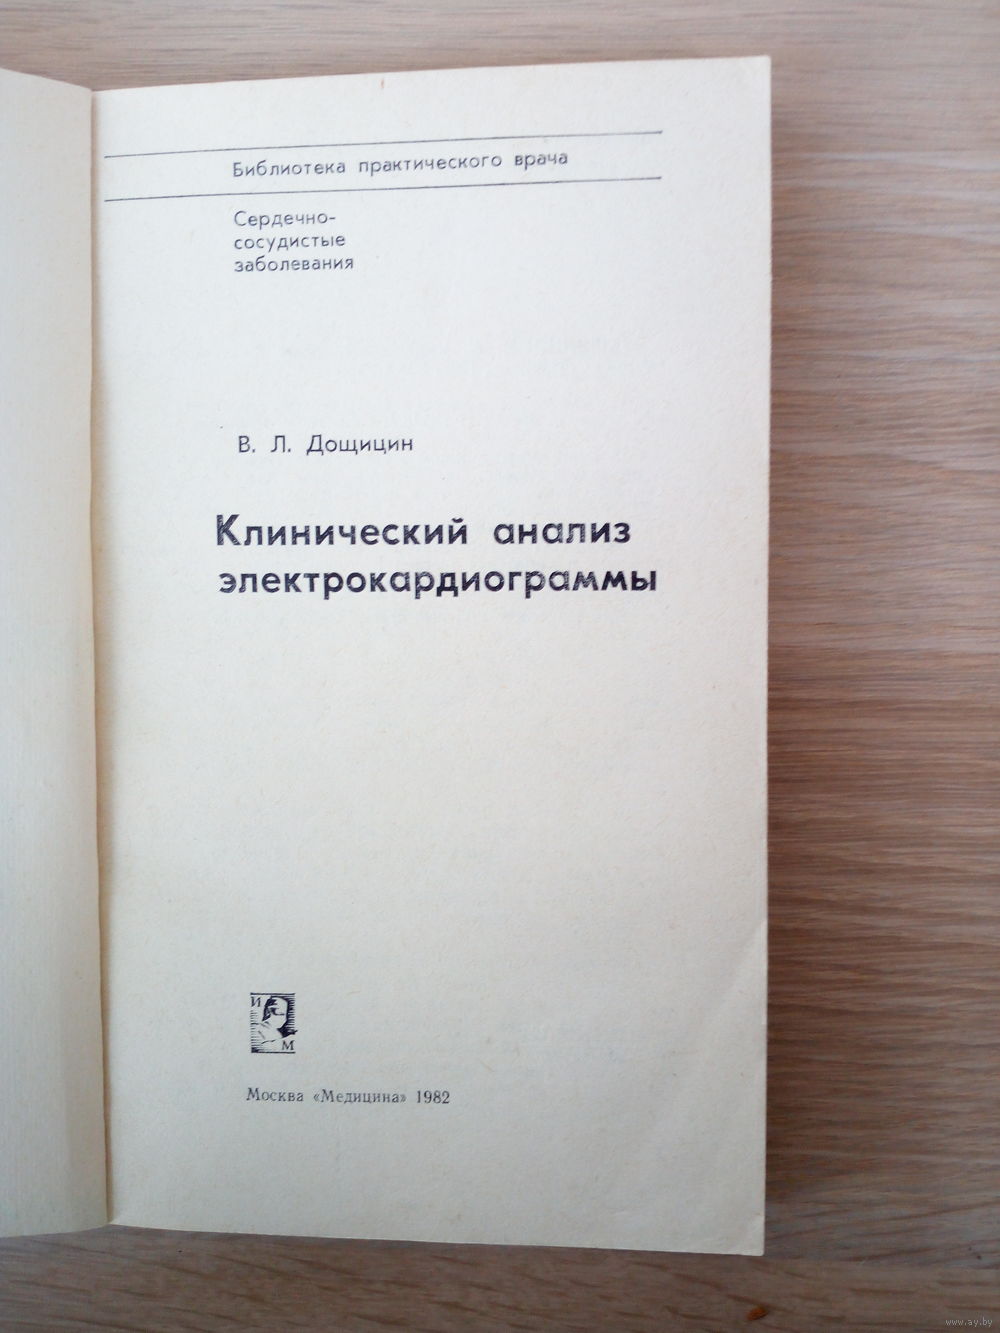 Библиотека практического врача
Сердечно-
сосудистые
заболевания
В. Л. Дощицин
Клинический анализ
электрокардиограммы
И
М
Москва «Медицина» 1982
www.ay.by